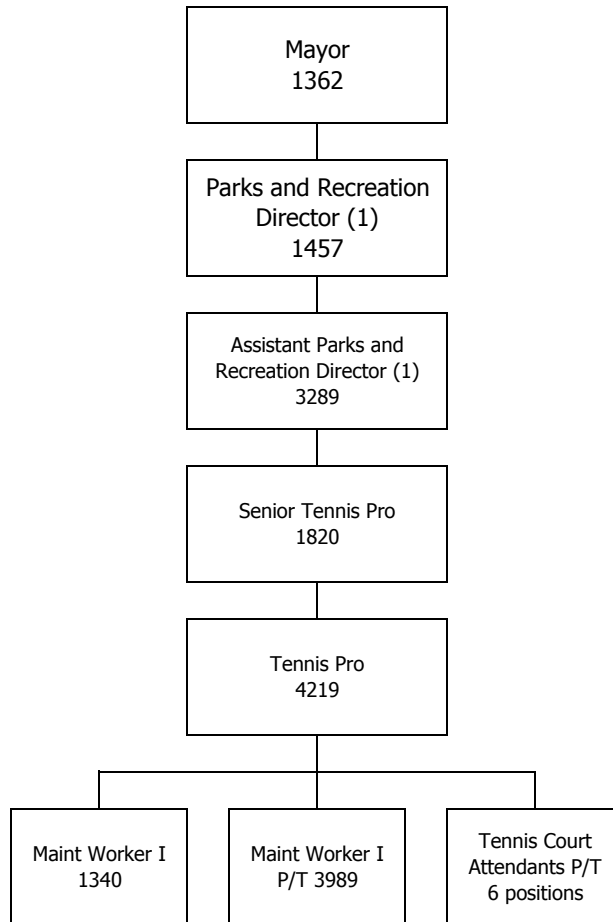 Mayor
1362
Parks and Recreation
Director (1)
1457
Assistant Parks and
Recreation Director (1)
3289
Senior Tennis Pro
1820
Tennis Pro
4219
Maint Worker I
1340
Maint Worker I
P/T 3989
Tennis Court
Attendants P/T
6 positions